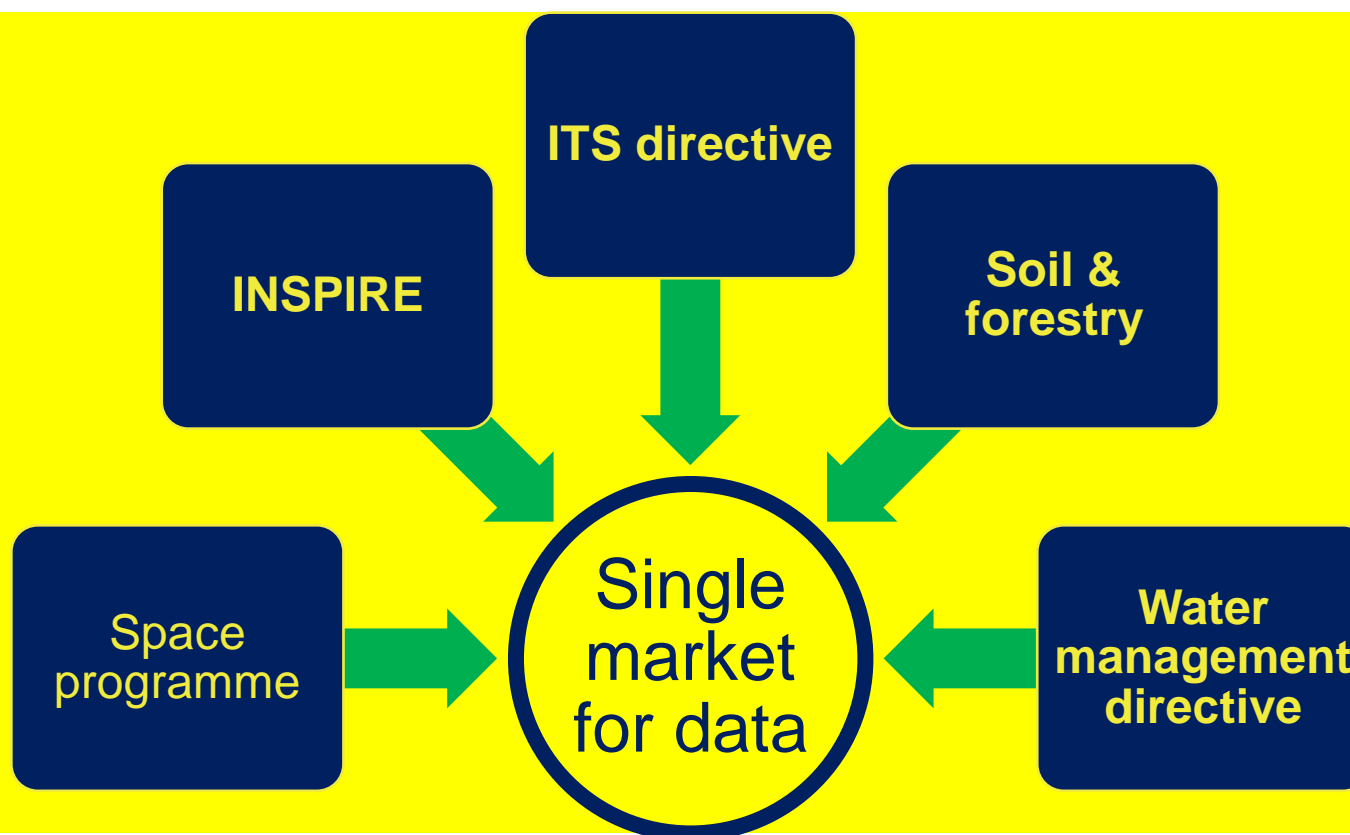 ITS directive
INSPIRE
Soil &
forestry
Space
programme
Single
market
for data
Water
management
directive